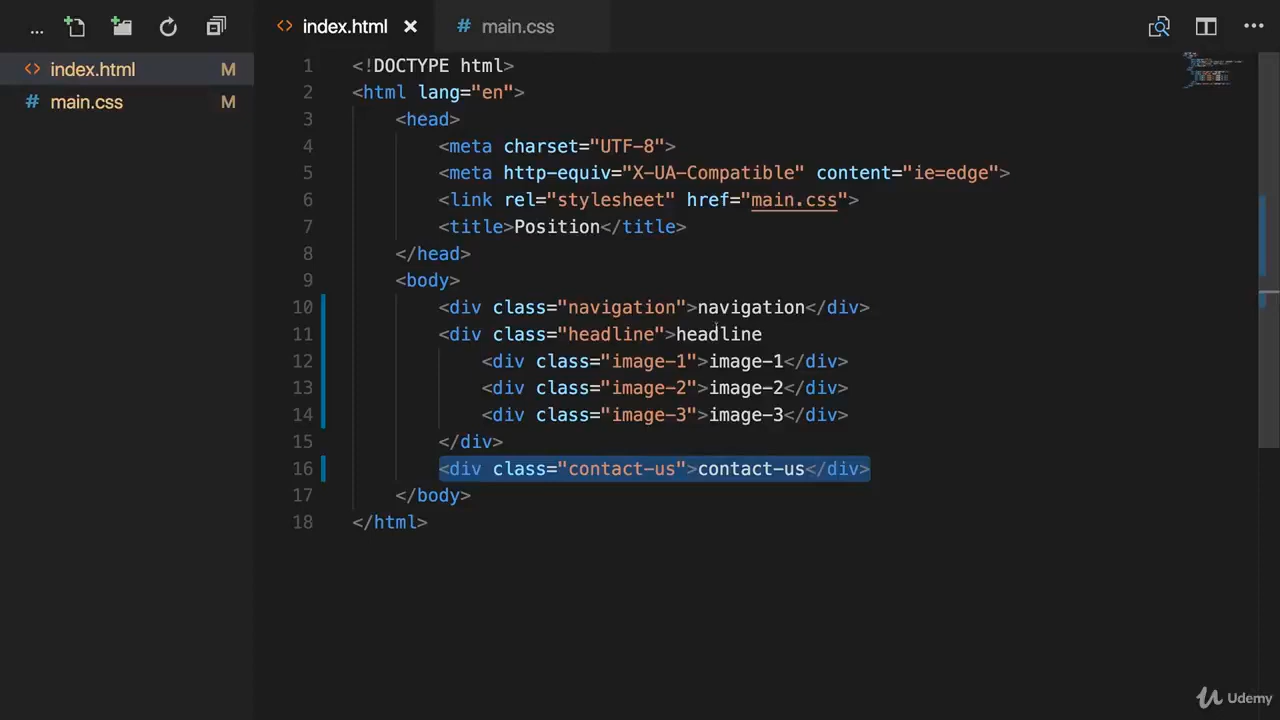 ... index.html × # main.css ...
<> index.html M
# main.css M
1 <!DOCTYPE html>
2 <html lang="en">
3 <head>
4 <meta charset="UTF-8">
5 <meta http-equiv="X-UA-Compatible" content="ie=edge">
6 <link rel="stylesheet" href="main.css">
7 <title>Position</title>
8 </head>
9 <body>
10 <div class="navigation">navigation</div>
11 <div class="headline">headline
12 <div class="image-1">image-1</div>
13 <div class="image-2">image-2</div>
14 <div class="image-3">image-3</div>
15 </div>
16 <div class="contact-us">contact-us</div>
17 </body>
18 </html>
Udemy